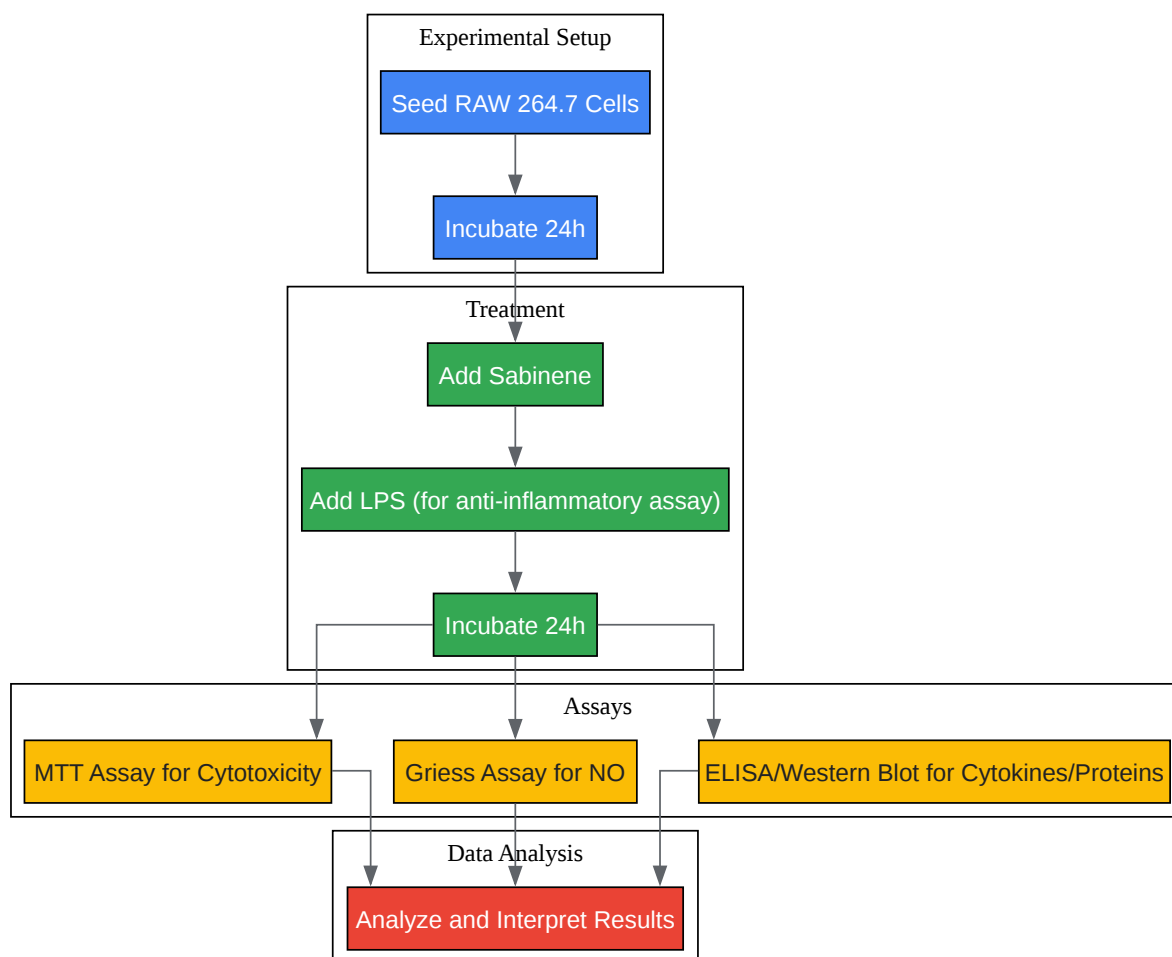 Experimental Setup
Seed RAW 264.7 Cells
Incubate 24h
Treatment
Add Sabinene
Add LPS (for anti-inflammatory assay)
Incubate 24h
Assays
MTT Assay for Cytotoxicity
Griess Assay for NO
ELISA/Western Blot for Cytokines/Proteins
Data Analysis
Analyze and Interpret Results